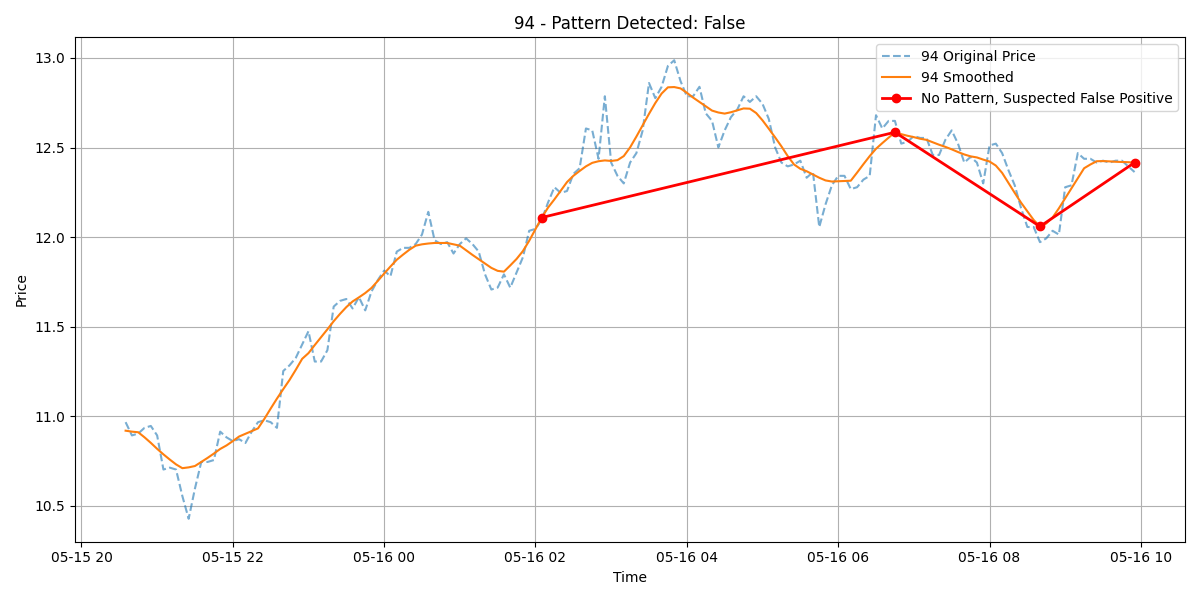 94 - Pattern Detected: False
94 Original Price
94 Smoothed
No Pattern, Suspected False Positive
Price
13.0
12.5
12.0
11.5
11.0
10.5
05-15 20 05-15 22 05-16 00 05-16 02 05-16 04 05-16 06 05-16 08 05-16 10
Time